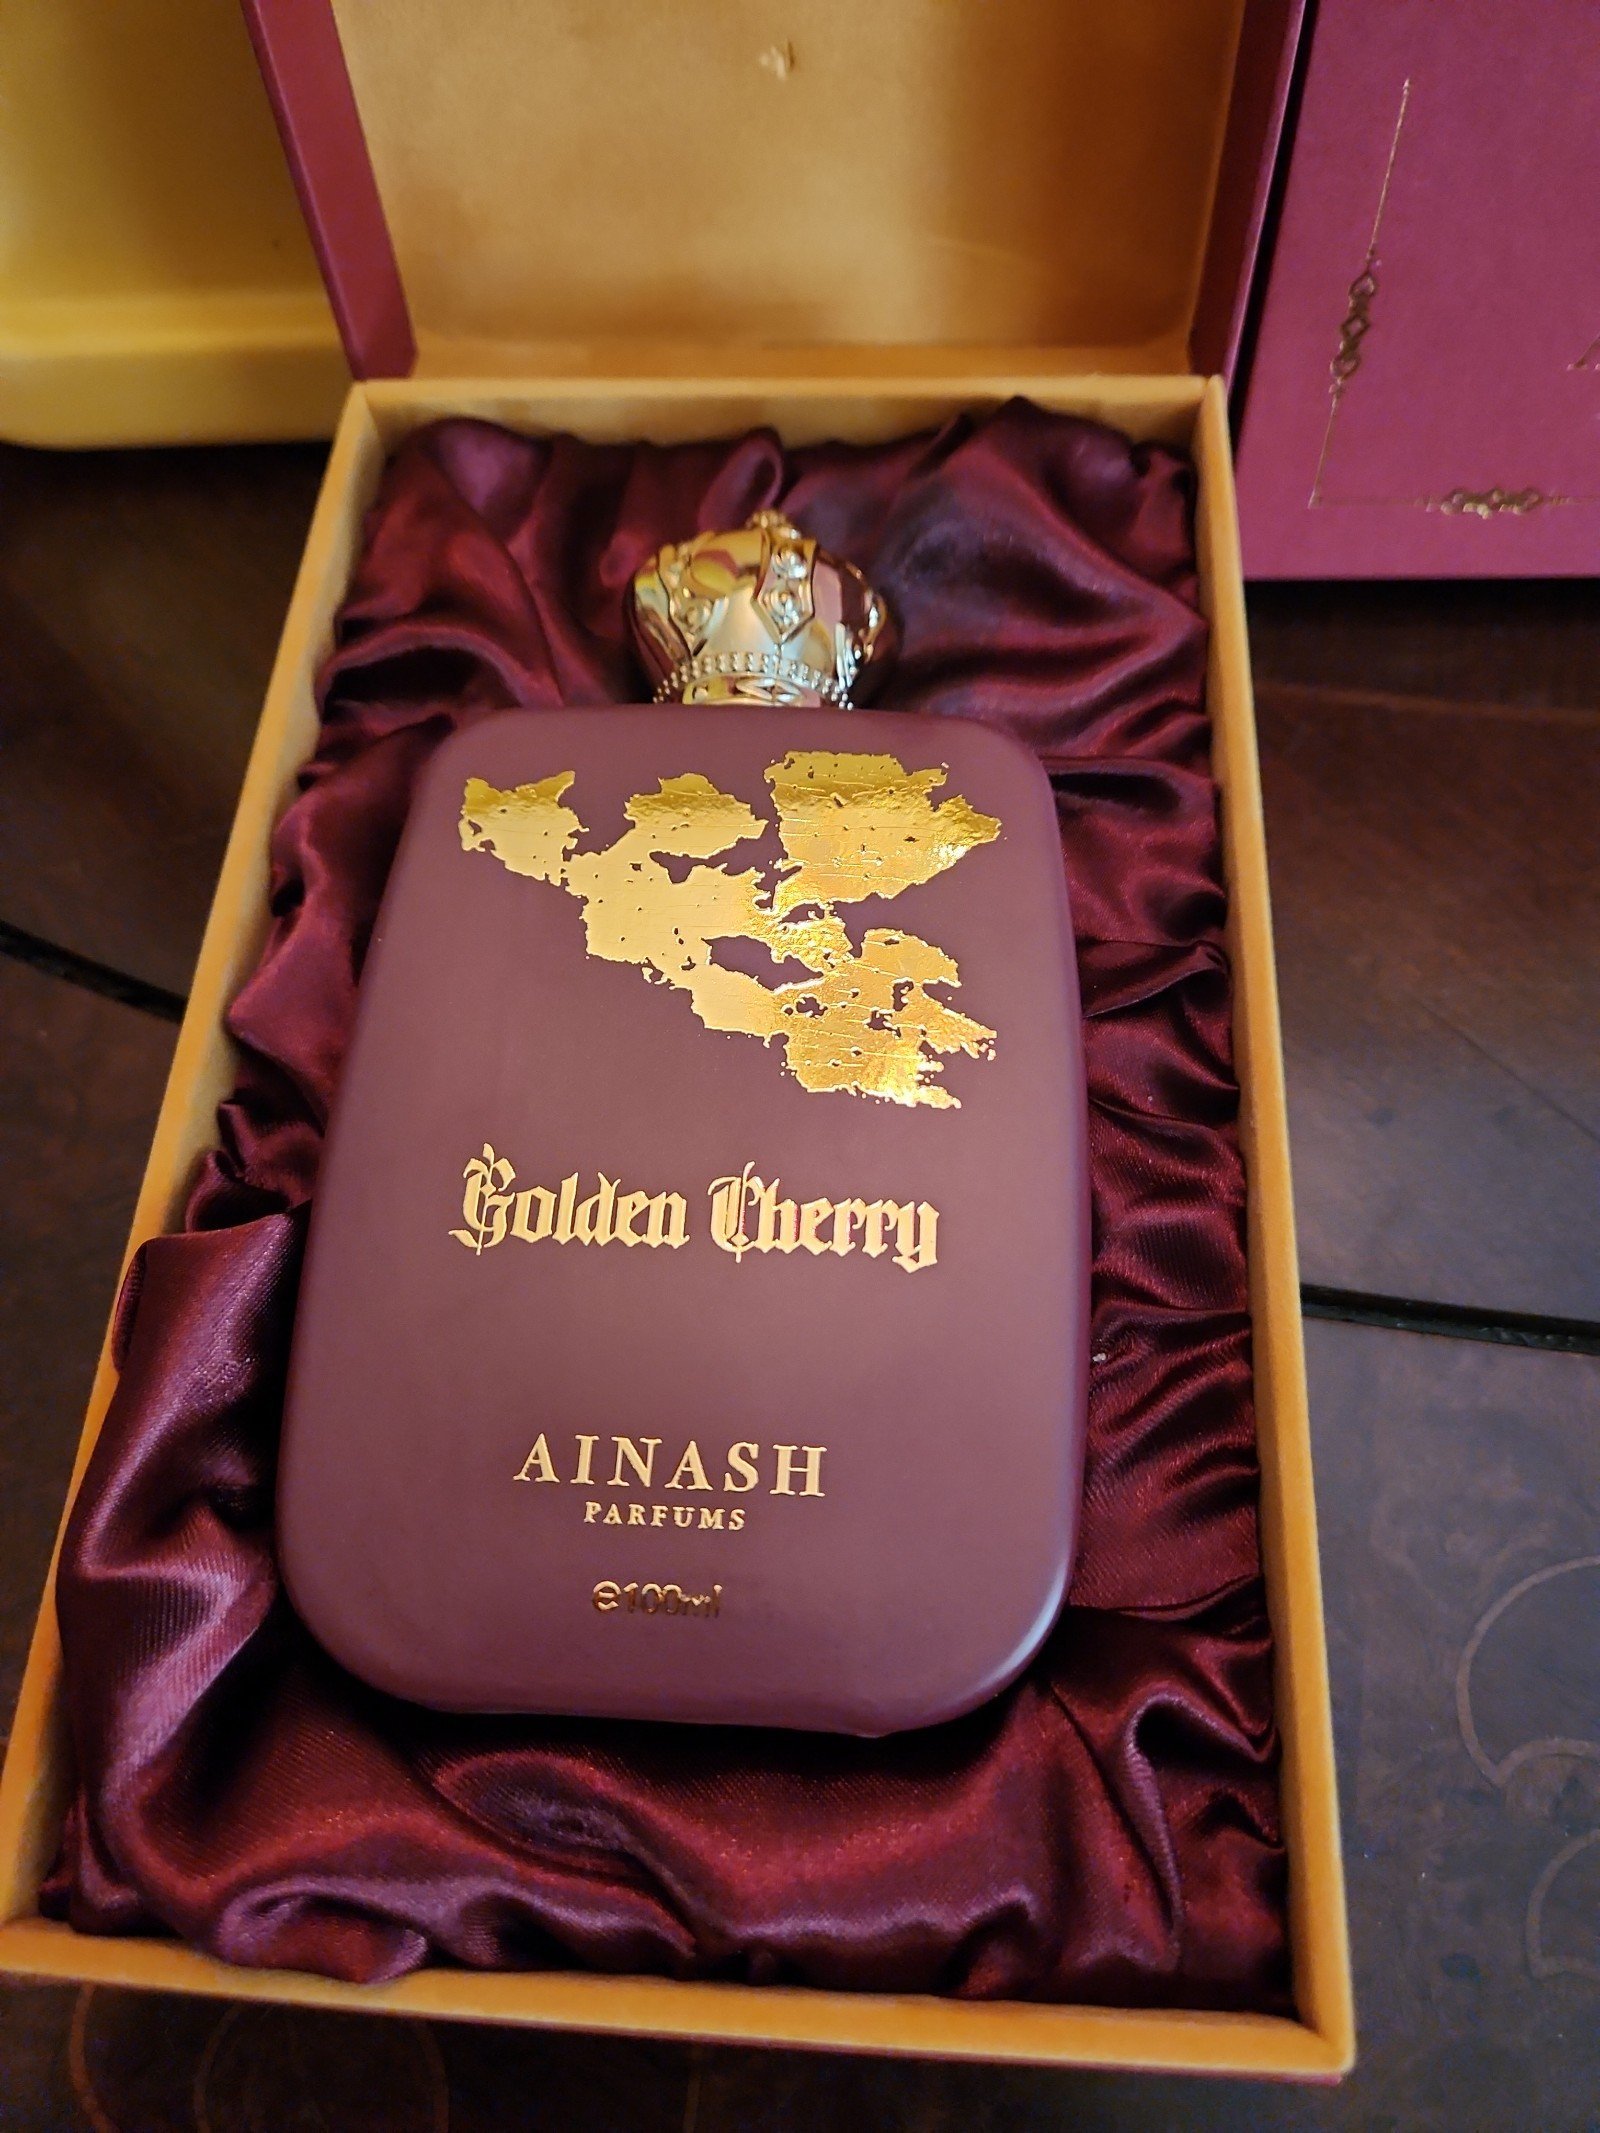 Golden Cherry
AINASH
PARFUMS
℮100ml